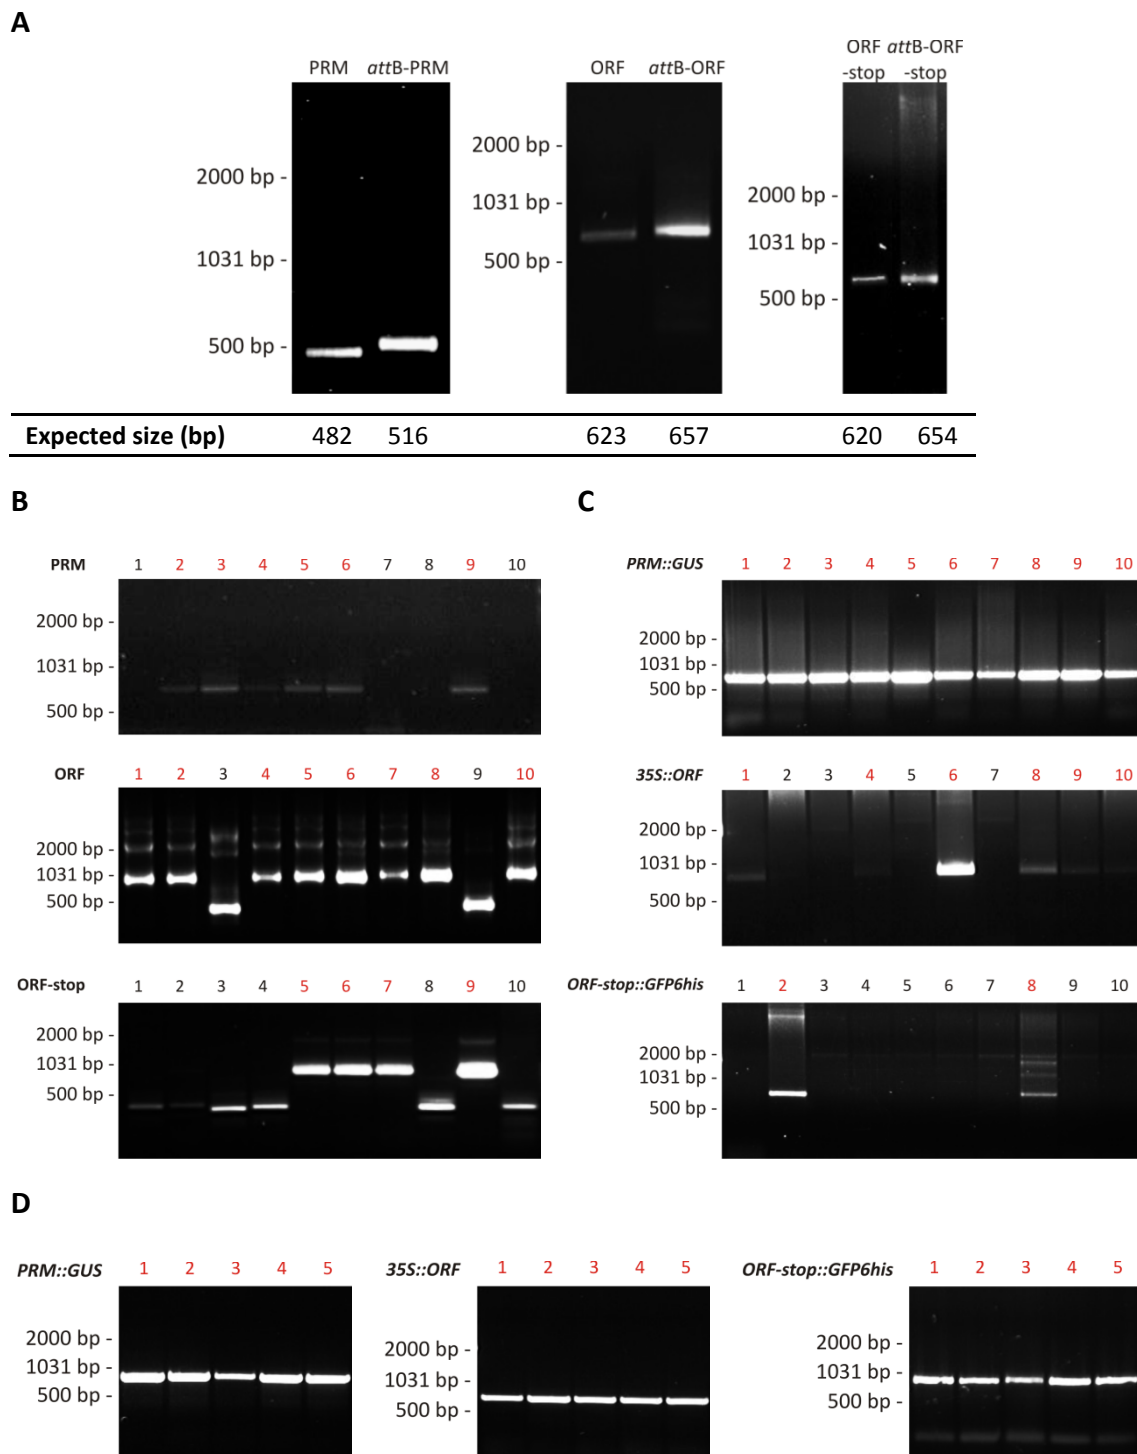 A
PRM attB-PRM
2000 bp -
1031 bp -
500 bp -
ORF attB-ORF
2000 bp -
1031 bp -
500 bp -
ORF attB-ORF
-stop -stop
2000 bp -
1031 bp -
500 bp -
Expected size (bp) 482 516 623 657 620 654
B
PRM 1 2 3 4 5 6 7 8 9 10
2000 bp -
1031 bp -
500 bp -
ORF 1 2 3 4 5 6 7 8 9 10
2000 bp -
1031 bp -
500 bp -
ORF-stop 1 2 3 4 5 6 7 8 9 10
2000 bp -
1031 bp -
500 bp -
C
PRM::GUS 1 2 3 4 5 6 7 8 9 10
2000 bp -
1031 bp -
500 bp -
35S::ORF 1 2 3 4 5 6 7 8 9 10
2000 bp -
1031 bp -
500 bp -
ORF-stop::GFP6his 1 2 3 4 5 6 7 8 9 10
2000 bp -
1031 bp -
500 bp -
D
PRM::GUS 1 2 3 4 5
2000 bp -
1031 bp -
500 bp -
35S::ORF 1 2 3 4 5
2000 bp -
1031 bp -
500 bp -
ORF-stop::GFP6his 1 2 3 4 5
2000 bp -
1031 bp -
500 bp -